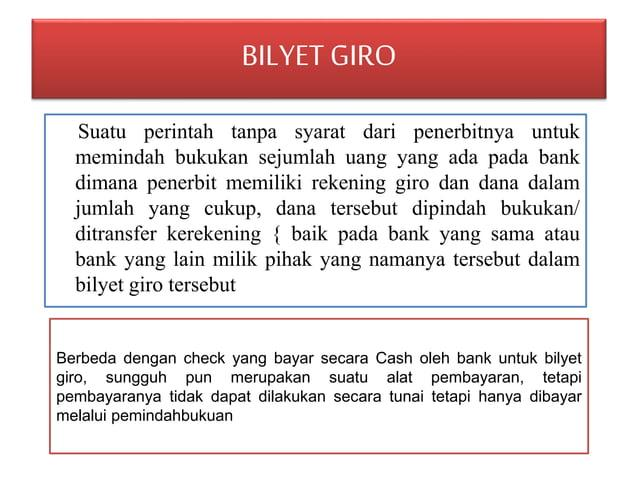 BILYET GIRO
Suatu perintah tanpa syarat dari penerbitnya untuk
memindah bukukan sejumlah uang yang ada pada bank
dimana penerbit memiliki rekening giro dan dana dalam
jumlah yang cukup, dana tersebut dipindah bukukan/
ditransfer kerekening { baik pada bank yang sama atau
bank yang lain milik pihak yang namanya tersebut dalam
bilyet giro tersebut
Berbeda dengan check yang bayar secara Cash oleh bank untuk bilyet
giro, sungguh pun merupakan suatu alat pembayaran, tetapi
pembayaranya tidak dapat dilakukan secara tunai tetapi hanya dibayar
melalui pemindahbukuan